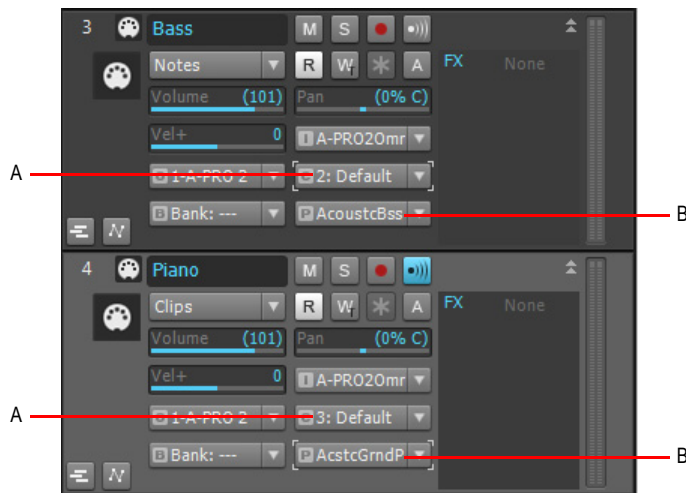 3 Bass M S
Notes R W * A FX None
Volume (101) Pan (0% C)
Vel+ 0 I A-PRO2Omr
A O 1-A-PRO 2 C 2: Default
B Bank: --- P AcoustcBss B
4 Piano M S
Clips R W * A FX None
Volume (101) Pan (0% C)
Vel+ 0 I A-PRO2Omr
A O 1-A-PRO 2 C 3: Default
B Bank: --- P AcstcGrndP B